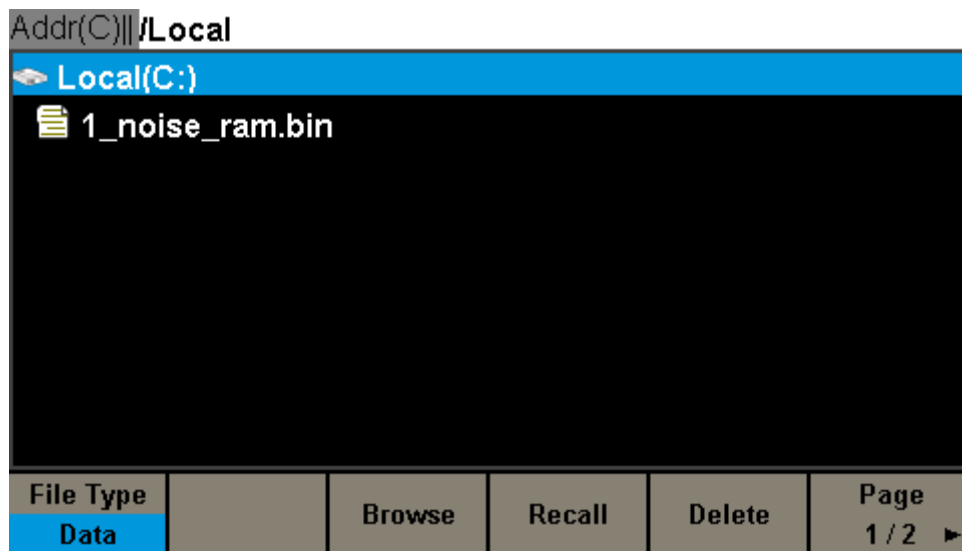 Addr(C)|| /Local
Local(C:)
1_noise_ram.bin
File Type
Data
Browse
Recall
Delete
Page
1 / 2